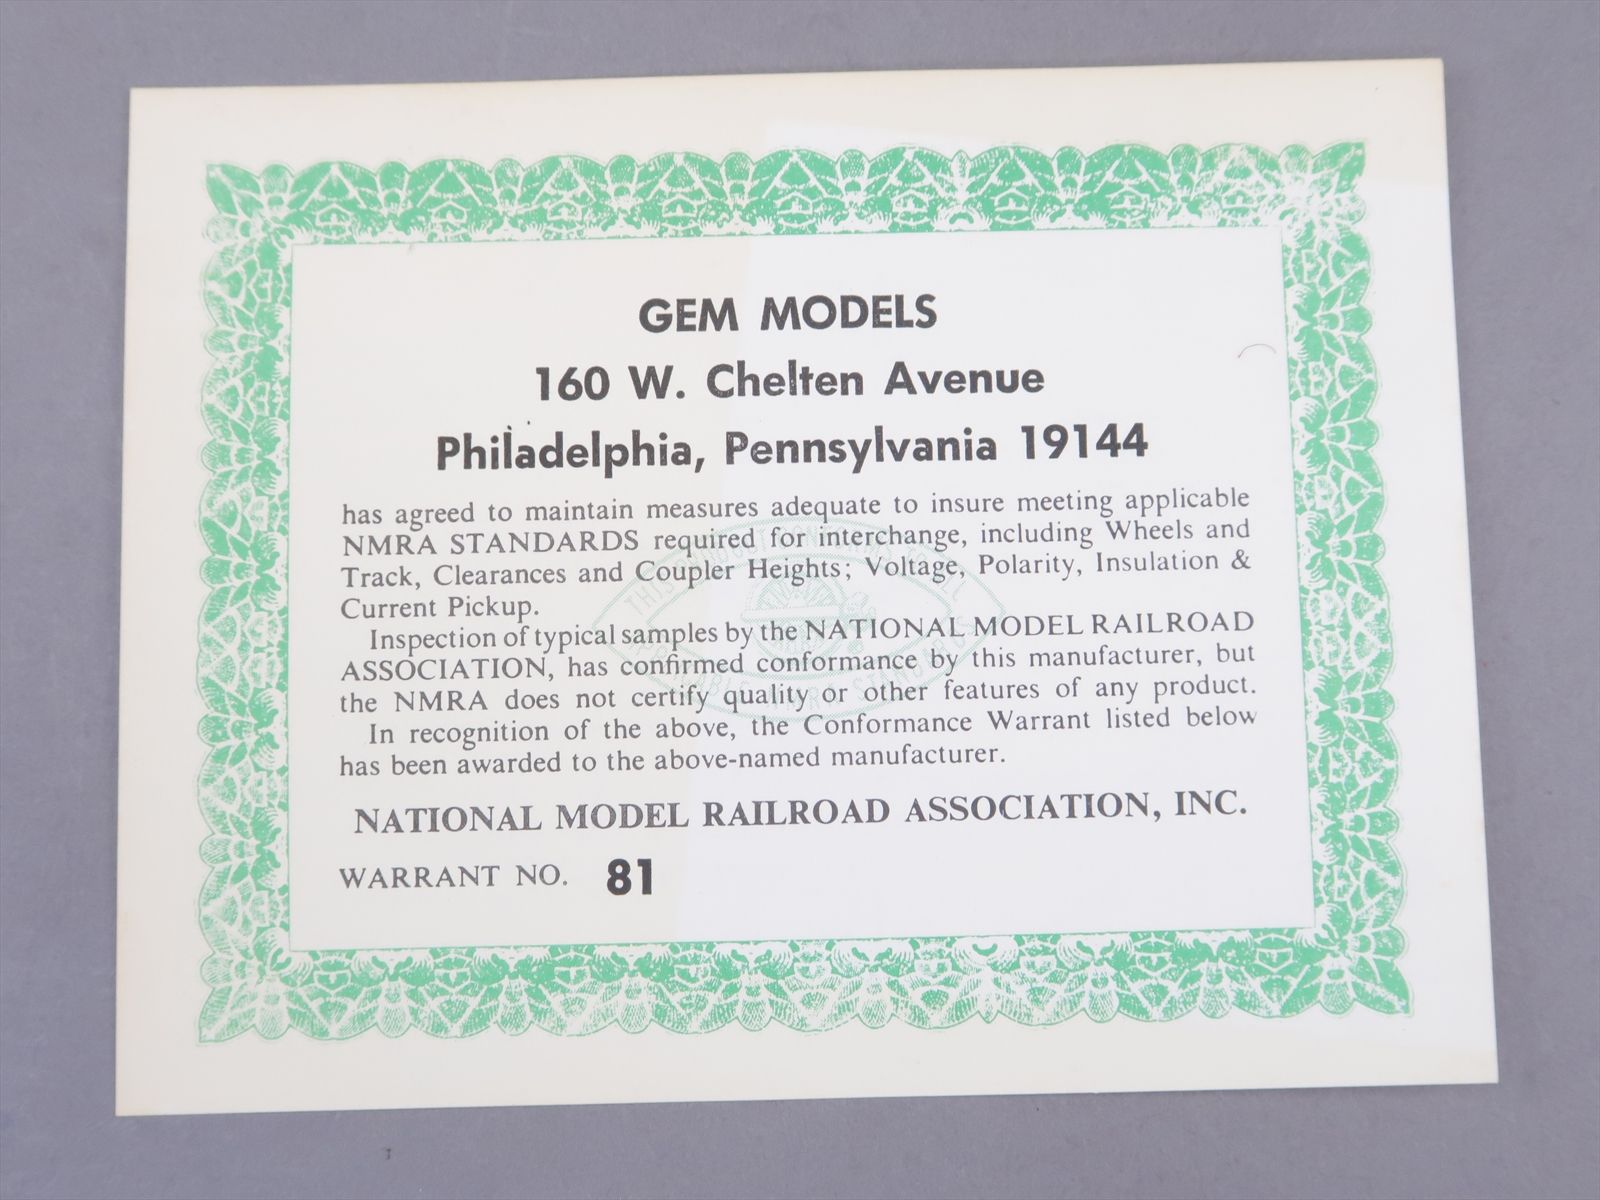 GEM MODELS
160 W. Chelten Avenue
Philadelphia, Pennsylvania 19144
has agreed to maintain measures adequate to insure meeting applicable
NMRA STANDARDS required for interchange, including Wheels and
Track, Clearances and Coupler Heights; Voltage, Polarity, Insulation &
Current Pickup.
Inspection of typical samples by the NATIONAL MODEL RAILROAD
ASSOCIATION, has confirmed conformance by this manufacturer, but
the NMRA does not certify quality or other features of any product.
In recognition of the above, the Conformance Warrant listed below
has been awarded to the above-named manufacturer.
NATIONAL MODEL RAILROAD ASSOCIATION, INC.
WARRANT NO. 81